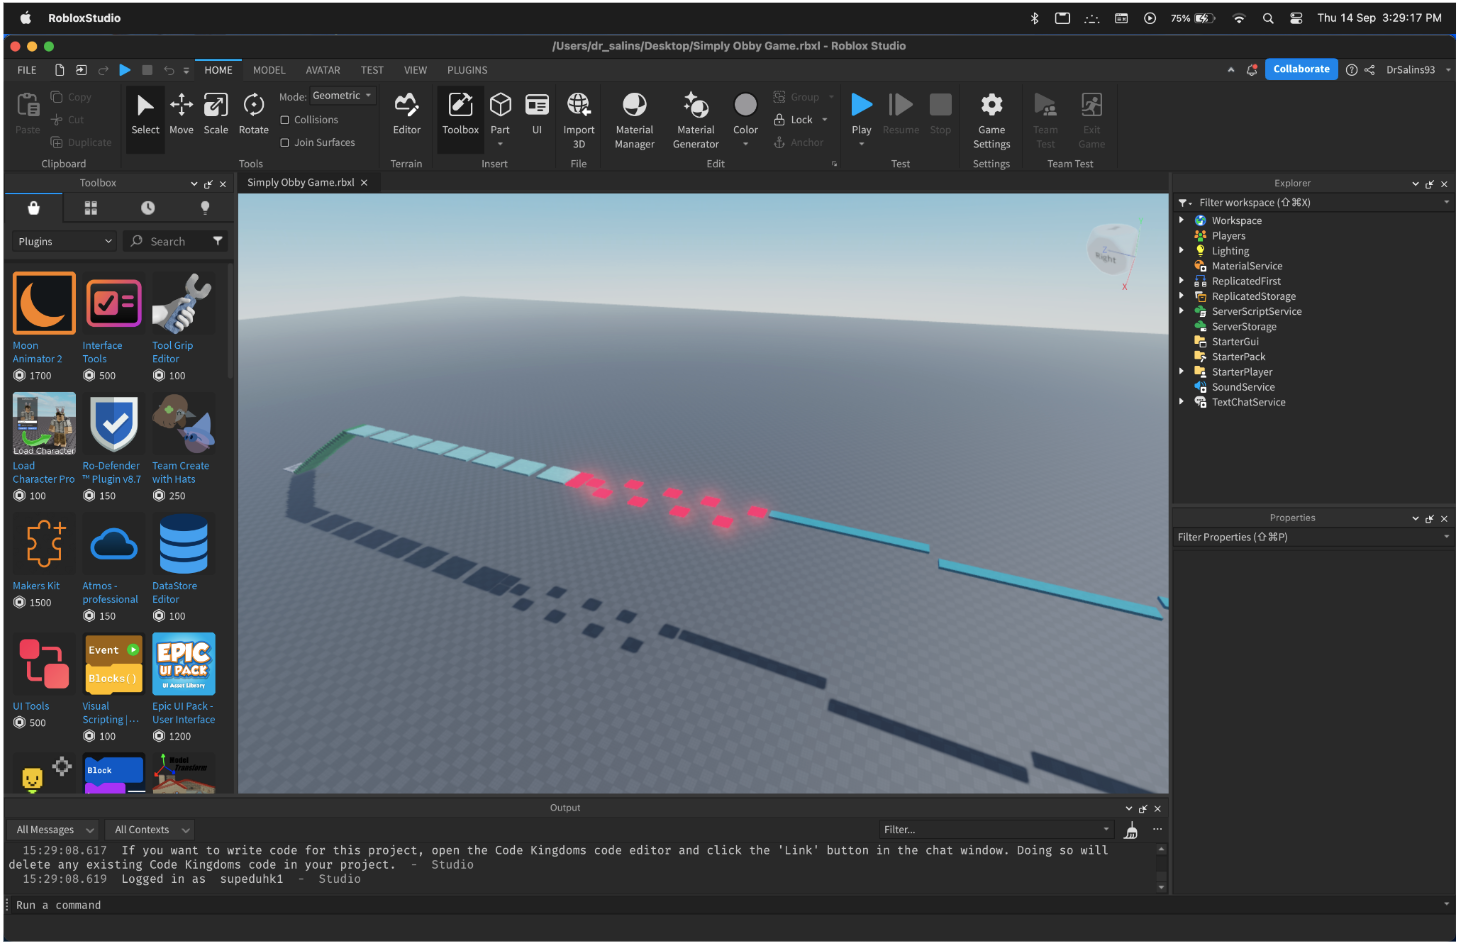 RobloxStudio
75%
Thu 14 Sep 3:29:17 PM
/Users/dr_salins/Desktop/Simply Obby Game.rbxl - Roblox Studio
FILE HOME MODEL AVATAR TEST VIEW PLUGINS
Collaborate
DrSalins93
Paste
Copy
Cut
Duplicate
Clipboard
Select
Move
Scale
Rotate
Mode: Geometric
Collisions
Join Surfaces
Tools
Editor
Terrain
Toolbox
Part
UI
Insert
Import
3D
File
Material
Manager
Material
Generator
Color
Group
Lock
Anchor
Edit
Play
Resume
Stop
Test
Game
Settings
Settings
Team
Test
Exit
Game
Team Test
Toolbox
Plugins
Search
Moon
Animator 2
1700
Interface
Tools
500
Tool Grip
Editor
100
Load Character
Load
Character Pro
100
Ro-Defender
™ Plugin v8.7
150
Team Create
with Hats
250
Makers Kit
1500
Atmos -
professional
150
DataStore
Editor
100
UI Tools
500
Event
Blocks()
Visual
Scripting |...
100
EPIC
UI PACK
UI Asset Library
Epic UI Pack -
User Interface
1200
Block
Model
Transform
Simply Obby Game.rbxl
Z
Right
X
Explorer
Filter workspace (⇧⌘X)
Workspace
Players
Lighting
MaterialService
ReplicatedFirst
ReplicatedStorage
ServerScriptService
ServerStorage
StarterGui
StarterPack
StarterPlayer
SoundService
TextChatService
Properties
Filter Properties (⇧⌘P)
Output
All Messages
All Contexts
Filter...
15:29:08.617 If you want to write code for this project, open the Code Kingdoms code editor and click the 'Link' button in the chat window. Doing so will
delete any existing Code Kingdoms code in your project. - Studio
15:29:08.619 Logged in as supeduhk1 - Studio
Run a command